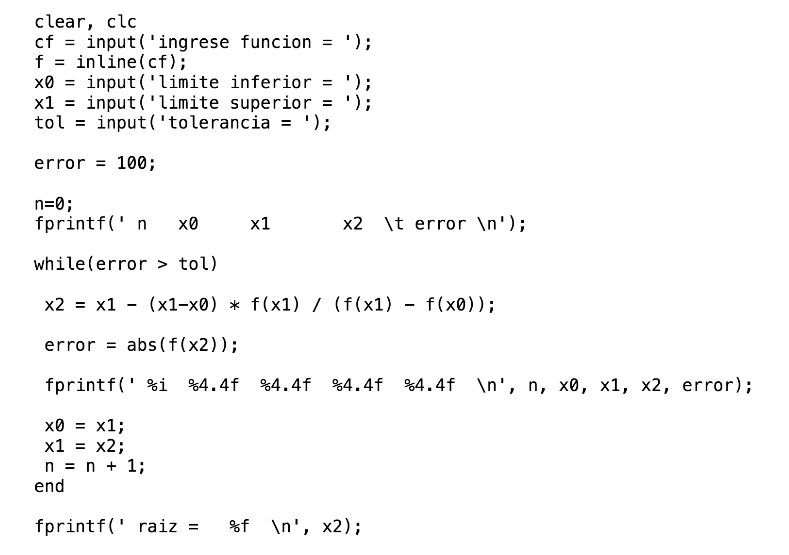 clear, clc
cf = input('ingrese funcion = ');
f = inline(cf);
x0 = input('limite inferior = ');
x1 = input('limite superior = ');
tol = input('tolerancia = ');
error = 100;
n=0;
fprintf(' n   x0     x1       x2  \t error \n');
while(error > tol)
x2 = x1 − (x1−x0) * f(x1) / (f(x1) − f(x0));
error = abs(f(x2));
fprintf(' %i  %4.4f  %4.4f  %4.4f  %4.4f  \n', n, x0, x1, x2, error);
x0 = x1;
x1 = x2;
n = n + 1;
end
fprintf(' raiz =   %f  \n', x2);